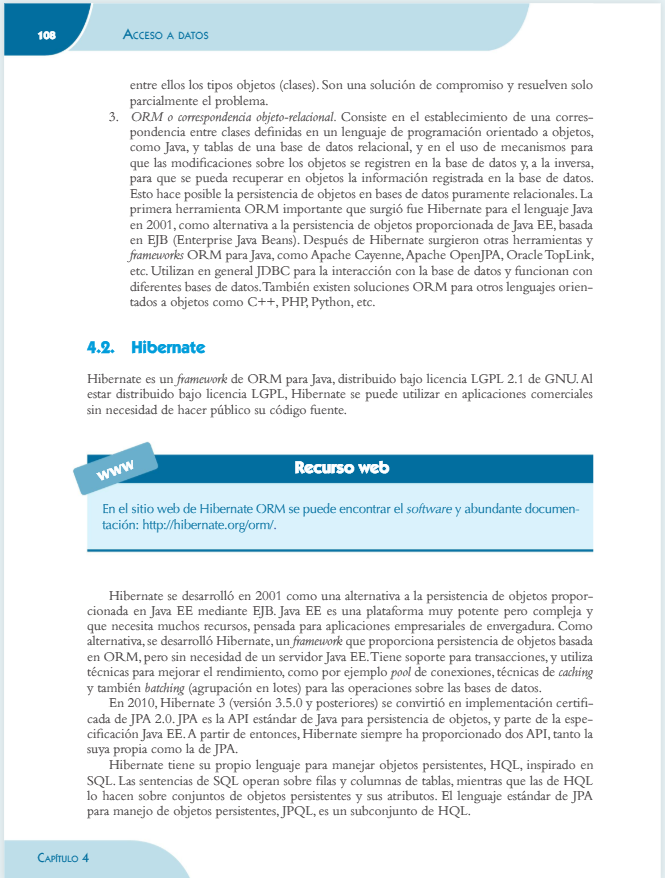 108
ACCESO A DATOS
entre ellos los tipos objetos (clases). Son una solución de compromiso y resuelven solo
parcialmente el problema.
3. ORM o correspondencia objeto-relacional. Consiste en el establecimiento de una corres-
pondencia entre clases definidas en un lenguaje de programación orientado a objetos,
como Java, y tablas de una base de datos relacional, y en el uso de mecanismos para
que las modificaciones sobre los objetos se registren en la base de datos y, a la inversa,
para que se pueda recuperar en objetos la información registrada en la base de datos.
Esto hace posible la persistencia de objetos en bases de datos puramente relacionales. La
primera herramienta ORM importante que surgió fue Hibernate para el lenguaje Java
en 2001, como alternativa a la persistencia de objetos proporcionada de Java EE, basada
en EJB (Enterprise Java Beans). Después de Hibernate surgieron otras herramientas y
frameworks ORM para Java, como Apache Cayenne, Apache OpenJPA, Oracle TopLink,
etc. Utilizan en general JDBC para la interacción con la base de datos y funcionan con
diferentes bases de datos. También existen soluciones ORM para otros lenguajes orien-
tados a objetos como C++, PHP, Python, etc.
4.2. Hibernate
Hibernate es un framework de ORM para Java, distribuido bajo licencia LGPL 2.1 de GNU. Al
estar distribuido bajo licencia LGPL, Hibernate se puede utilizar en aplicaciones comerciales
sin necesidad de hacer público su código fuente.
www
Recurso web
En el sitio web de Hibernate ORM se puede encontrar el software y abundante documen-
tación: http://hibernate.org/orm/.
Hibernate se desarrolló en 2001 como una alternativa a la persistencia de objetos propor-
cionada en Java EE mediante EJB. Java EE es una plataforma muy potente pero compleja y
que necesita muchos recursos, pensada para aplicaciones empresariales de envergadura. Como
alternativa, se desarrolló Hibernate, un framework que proporciona persistencia de objetos basada
en ORM, pero sin necesidad de un servidor Java EE. Tiene soporte para transacciones, y utiliza
técnicas para mejorar el rendimiento, como por ejemplo pool de conexiones, técnicas de caching
y también batching (agrupación en lotes) para las operaciones sobre las bases de datos.
En 2010, Hibernate 3 (versión 3.5.0 y posteriores) se convirtió en implementación certifi-
cada de JPA 2.0. JPA es la API estándar de Java para persistencia de objetos, y parte de la espe-
cificación Java EE. A partir de entonces, Hibernate siempre ha proporcionado dos API, tanto la
suya propia como la de JPA.
Hibernate tiene su propio lenguaje para manejar objetos persistentes, HQL, inspirado en
SQL. Las sentencias de SQL operan sobre filas y columnas de tablas, mientras que las de HQL
lo hacen sobre conjuntos de objetos persistentes y sus atributos. El lenguaje estándar de JPA
para manejo de objetos persistentes, JPQL, es un subconjunto de HQL.
CAPÍTULO 4